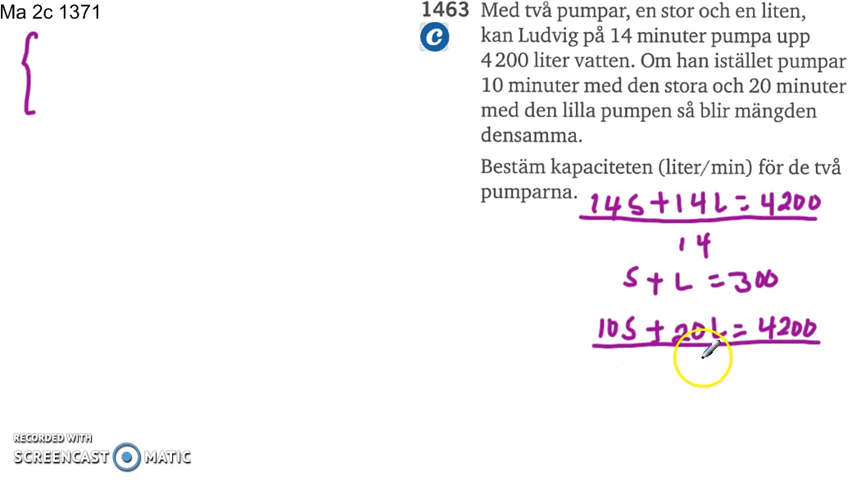 Ma 2c 1371
1463 Med två pumpar, en stor och en liten,
kan Ludvig på 14 minuter pumpa upp
4 200 liter vatten. Om han istället pumpar
10 minuter med den stora och 20 minuter
med den lilla pumpen så blir mängden
densamma.
Bestäm kapaciteten (liter/min) för de två
pumparna.
C
14S + 14L = 4200
14
S + L = 300
10S + 20L = 4200
RECORDED WITH
SCREENCAST MATIC